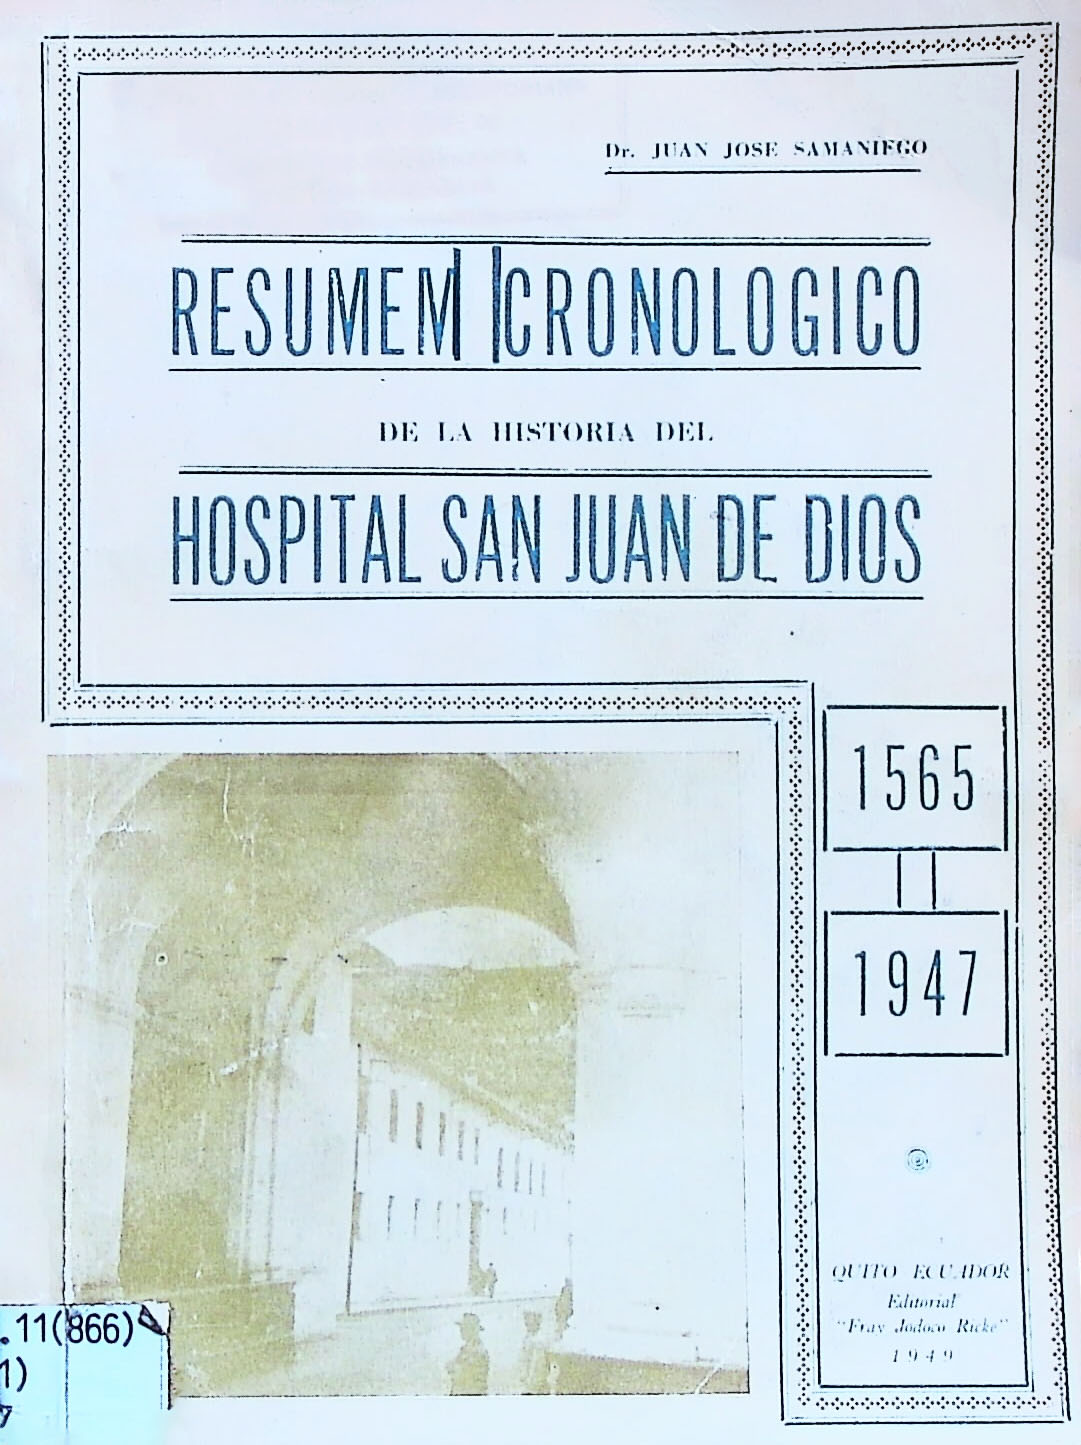 Dr. JUAN JOSE SAMANIEGO
RESUMEM CRONOLOGICO
DE LA HISTORIA DEL
HOSPITAL SAN JUAN DE DIOS
1565
1947
QUITO ECUADOR
Editorial
"Fray Jodoco Ricke"
1949
.11(866)
1)
7